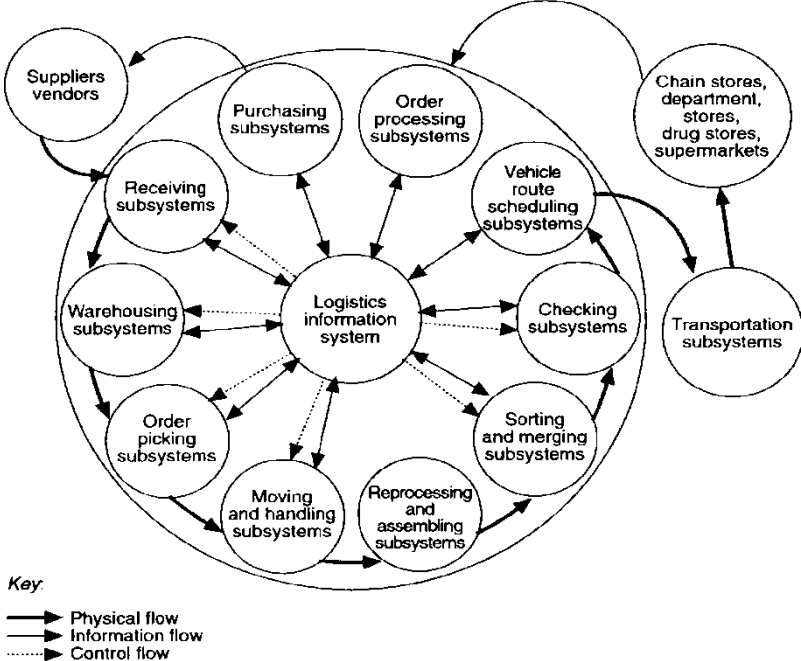 Suppliers
vendors
Purchasing
subsystems
Order
processing
subsystems
Chain stores,
department,
stores,
drug stores,
supermarkets
Receiving
subsystems
Vehicle
route
scheduling
subsystems
Warehousing
subsystems
Logistics
information
system
Checking
subsystems
Transportation
subsystems
Order
picking
subsystems
Sorting
and merging
subsystems
Moving
and handling
subsystems
Reprocessing
and
assembling
subsystems
Key:
Physical flow
Information flow
Control flow